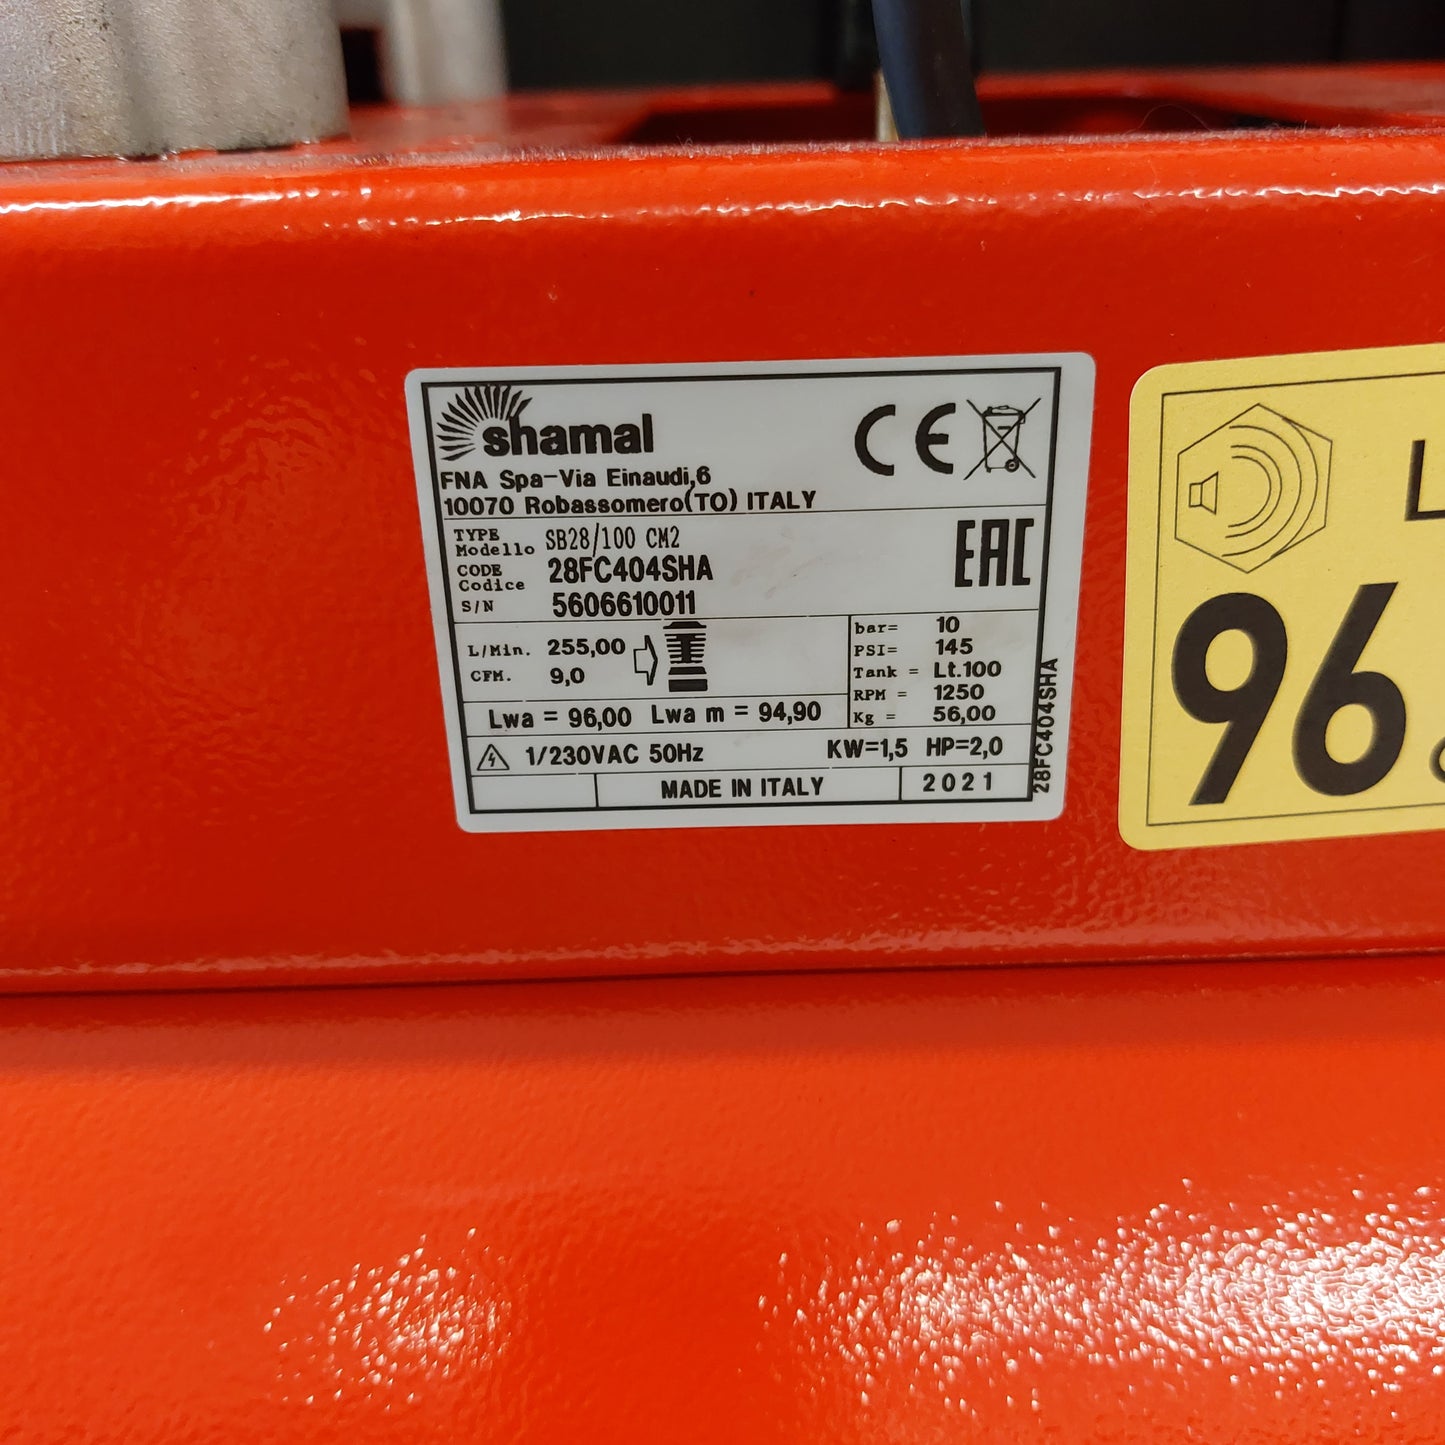 shamal
CE
FNA Spa-Via Einaudi,6
10070 Robassomero(TO) ITALY
TYPE
Modello SB28/100 CM2
CODE
Codice 28FC404SHA
S/N 5606610011
EAC
L/Min. 255,00
CFM. 9,0
bar= 10
PSI= 145
Tank = Lt.100
RPM = 1250
Kg = 56,00
Lwa = 96,00 Lwa m = 94,90
1/230VAC 50Hz KW=1,5 HP=2,0
MADE IN ITALY 2021
28FC404SHA
L
96